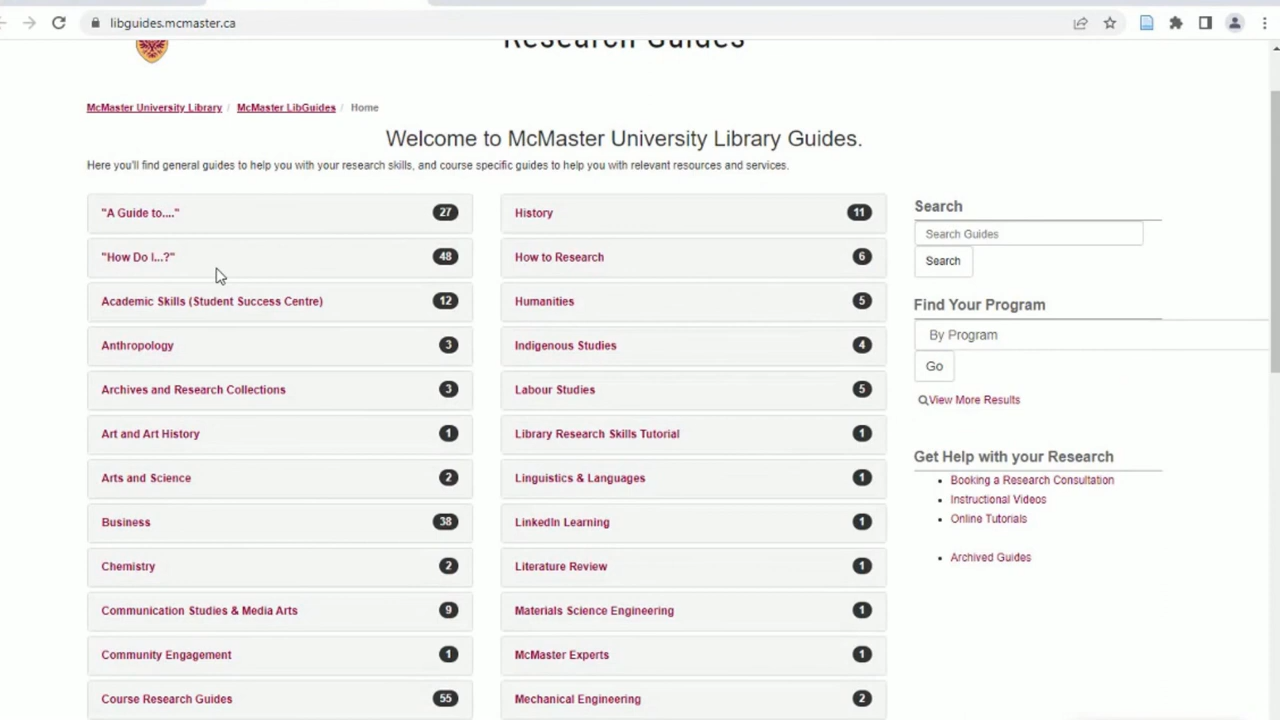 libguides.mcmaster.ca
Research Guides
McMaster University Library / McMaster LibGuides / Home
Welcome to McMaster University Library Guides.
Here you'll find general guides to help you with your research skills, and course specific guides to help you with relevant resources and services.
"A Guide to...." 27
"How Do I...?" 48
Academic Skills (Student Success Centre) 12
Anthropology 3
Archives and Research Collections 3
Art and Art History 1
Arts and Science 2
Business 38
Chemistry 2
Communication Studies & Media Arts 9
Community Engagement 1
Course Research Guides 55
History 11
How to Research 6
Humanities 5
Indigenous Studies 4
Labour Studies 5
Library Research Skills Tutorial 1
Linguistics & Languages 1
LinkedIn Learning 1
Literature Review 1
Materials Science Engineering 1
McMaster Experts 1
Mechanical Engineering 2
Search
Search Guides
Search
Find Your Program
By Program
Go
View More Results
Get Help with your Research
Booking a Research Consultation
Instructional Videos
Online Tutorials
Archived Guides